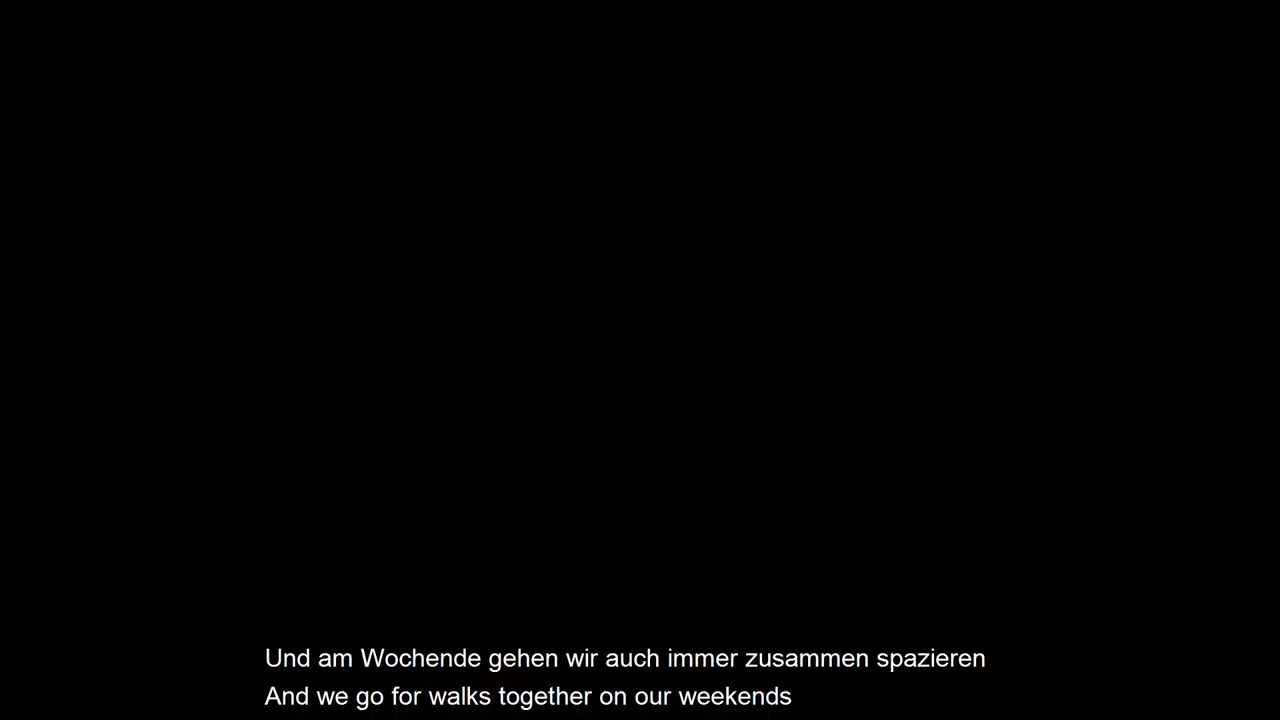 Und am Wochende gehen wir auch immer zusammen spazieren
And we go for walks together on our weekends